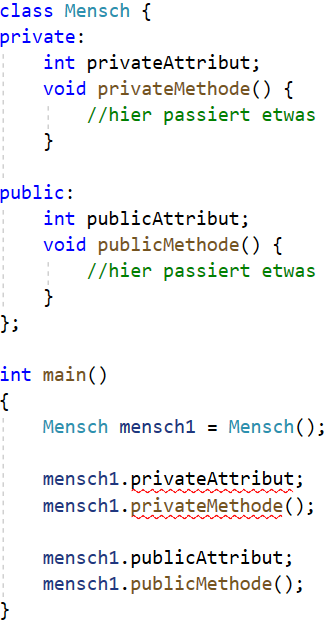 class Mensch {
private:
    int privateAttribut;
    void privateMethode() {
        //hier passiert etwas
    }

public:
    int publicAttribut;
    void publicMethode() {
        //hier passiert etwas
    }
};

int main()
{
    Mensch mensch1 = Mensch();

    mensch1.privateAttribut;
    mensch1.privateMethode();

    mensch1.publicAttribut;
    mensch1.publicMethode();
}